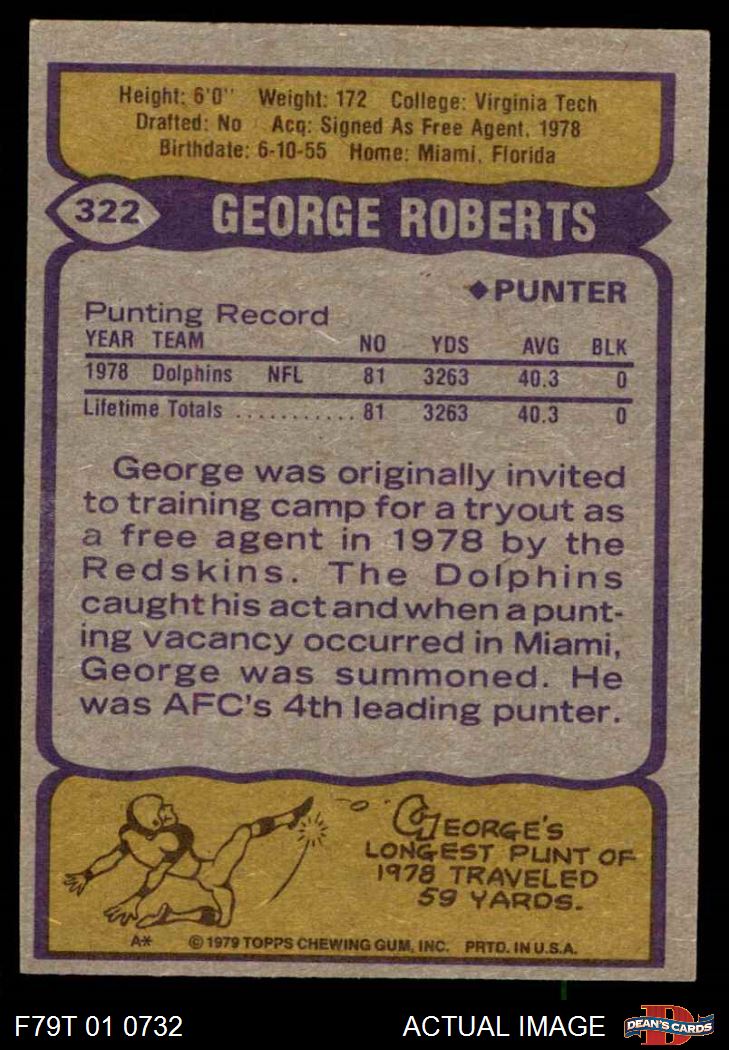 Height: 6'0" Weight: 172 College: Virginia Tech
Drafted: No Acq: Signed As Free Agent, 1978
Birthdate: 6-10-55 Home: Miami, Florida
322 GEORGE ROBERTS
◆PUNTER
Punting Record
YEAR TEAM NO YDS AVG BLK
1978 Dolphins NFL 81 3263 40.3 0
Lifetime Totals ........... 81 3263 40.3 0
George was originally invited
to training camp for a tryout as
a free agent in 1978 by the
Redskins. The Dolphins
caught his act and when a punt-
ing vacancy occurred in Miami,
George was summoned. He
was AFC's 4th leading punter.
GEORGE'S
LONGEST PUNT OF
1978 TRAVELED
59 YARDS.
A* © 1979 TOPPS CHEWING GUM, INC. PRTD. IN U.S.A.
F79T 01 0732 ACTUAL IMAGE D DEAN'S CARDS